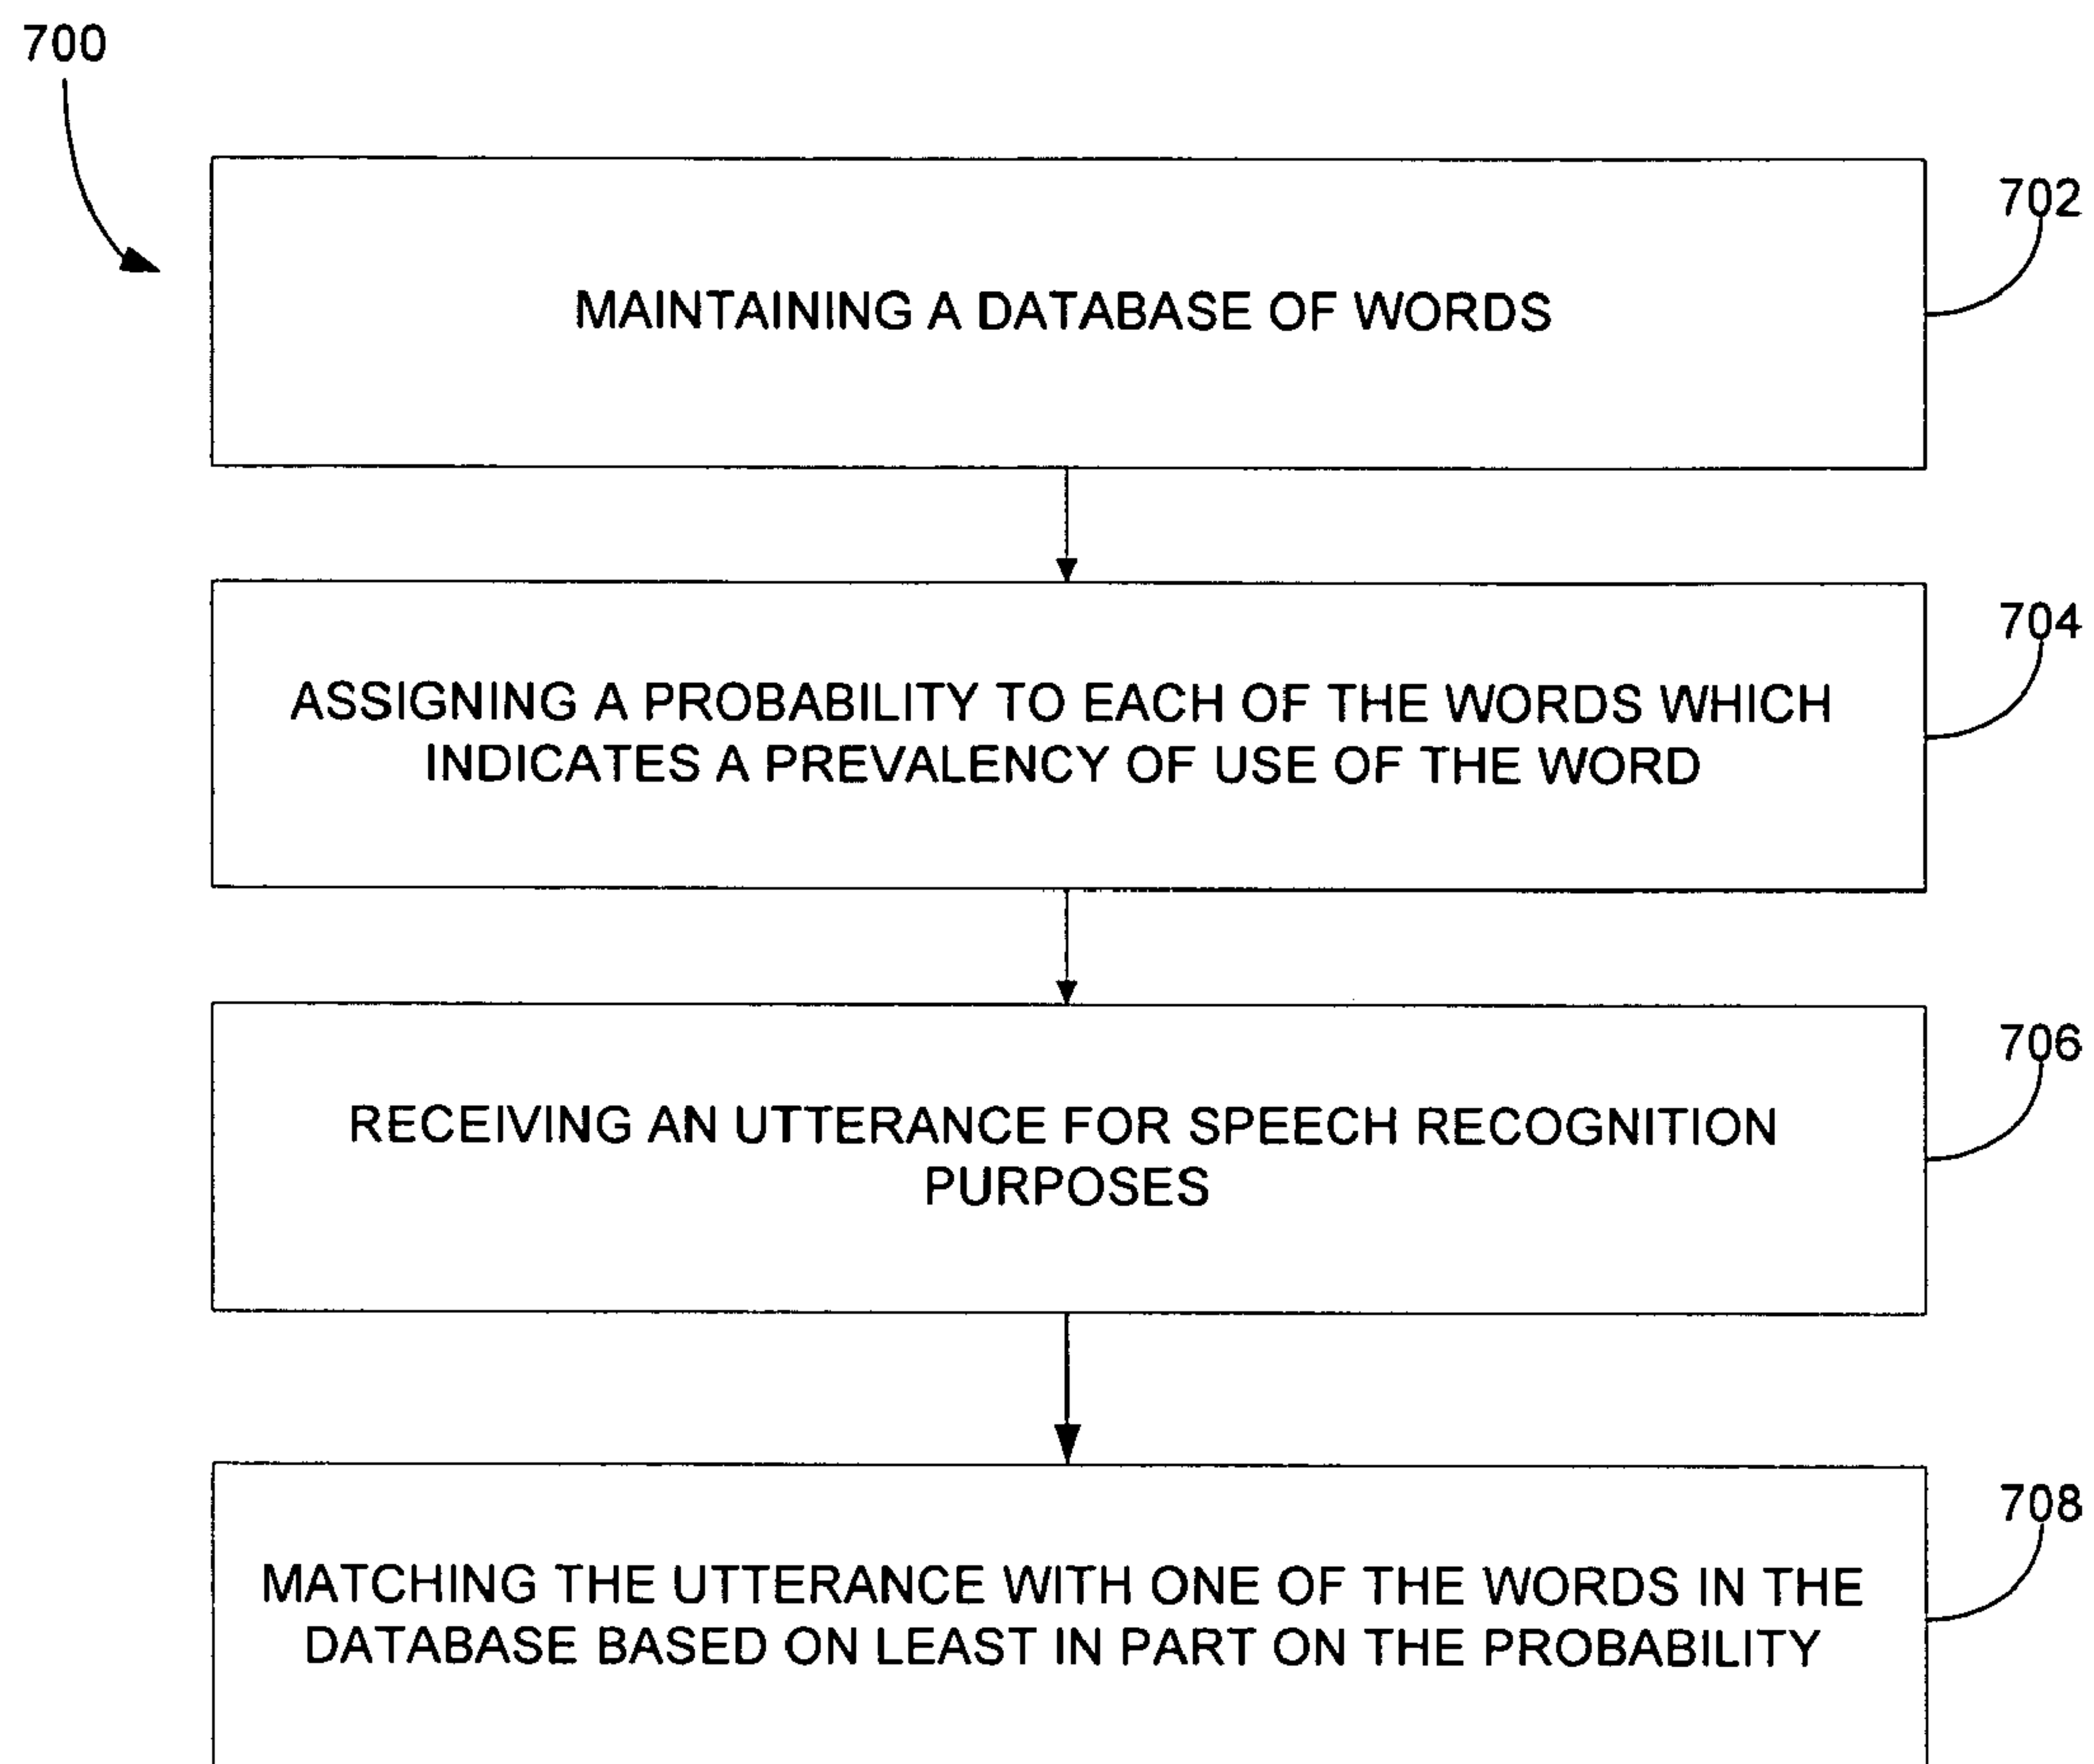 700
702
MAINTAINING A DATABASE OF WORDS
704
ASSIGNING A PROBABILITY TO EACH OF THE WORDS WHICH
INDICATES A PREVALENCY OF USE OF THE WORD
706
RECEIVING AN UTTERANCE FOR SPEECH RECOGNITION
PURPOSES
708
MATCHING THE UTTERANCE WITH ONE OF THE WORDS IN THE
DATABASE BASED ON LEAST IN PART ON THE PROBABILITY